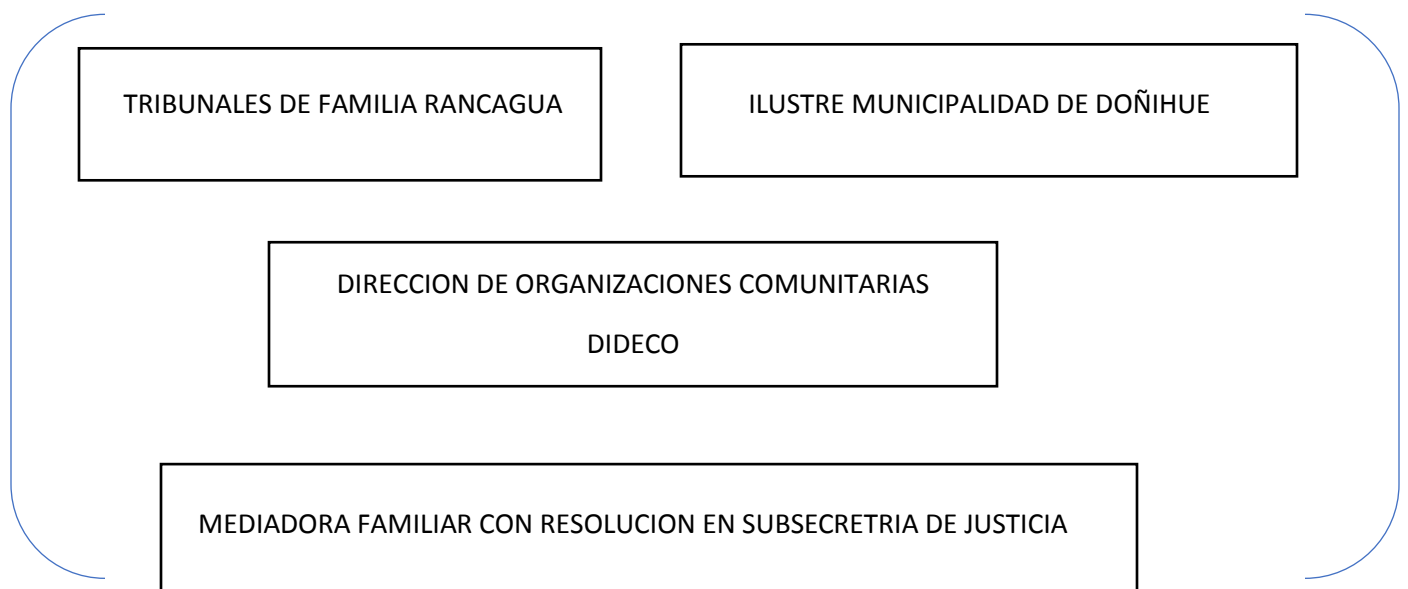 TRIBUNALES DE FAMILIA RANCAGUA
ILUSTRE MUNICIPALIDAD DE DOÑIHUE
DIRECCION DE ORGANIZACIONES COMUNITARIAS
DIDECO
MEDIADORA FAMILIAR CON RESOLUCION EN SUBSECRETRIA DE JUSTICIA